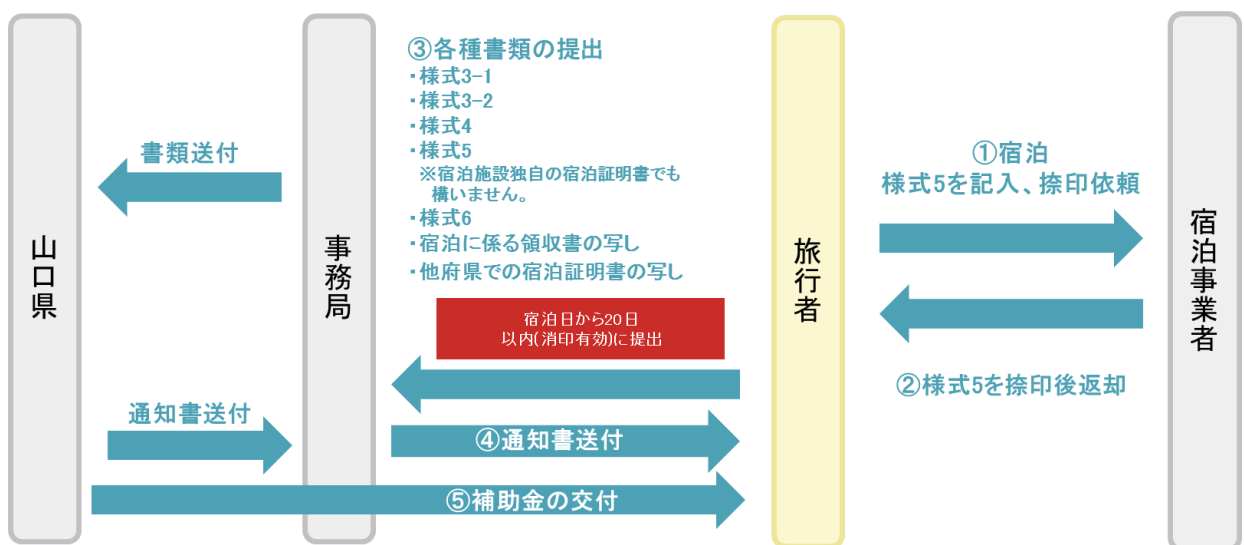 山口県
書類送付
通知書送付
事務局
③各種書類の提出
・様式3-1
・様式3-2
・様式4
・様式5
※宿泊施設独自の宿泊証明書でも
構いません。
・様式6
・宿泊に係る領収書の写し
・他府県での宿泊証明書の写し
宿泊日から20日
以内(消印有効)に提出
④通知書送付
⑤補助金の交付
旅行者
①宿泊
様式5を記入、捺印依頼
②様式5を捺印後返却
宿泊事業者